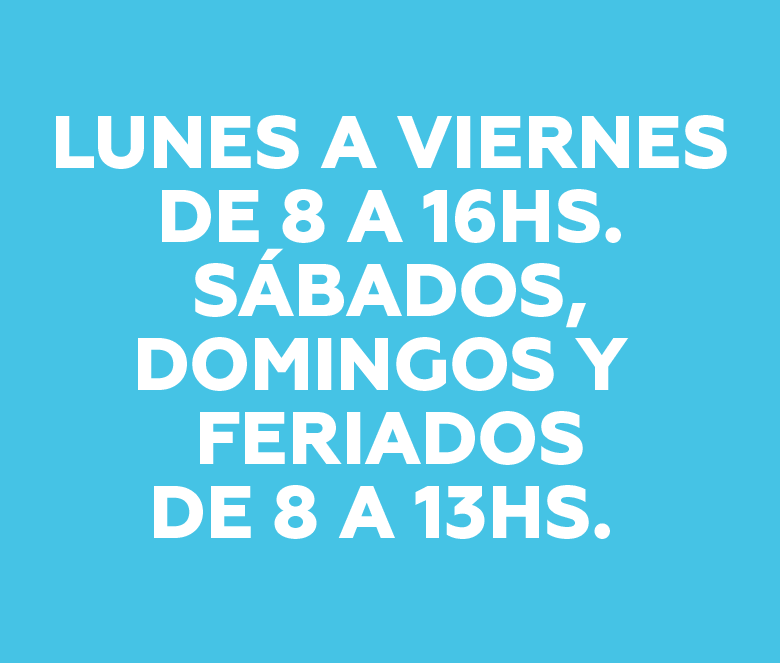 LUNES A VIERNES
DE 8 A 16HS.
SÁBADOS,
DOMINGOS Y
FERIADOS
DE 8 A 13HS.